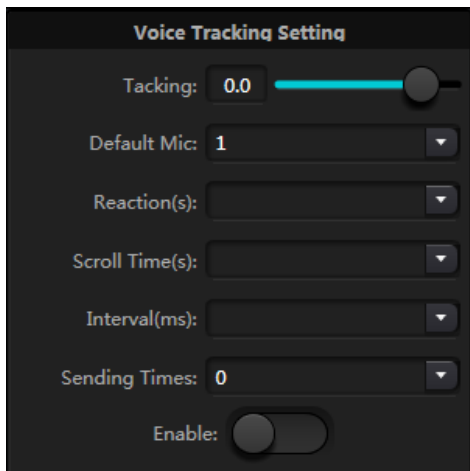 Voice Tracking Setting
Tacking: 0.0
Default Mic: 1
Reaction(s):
Scroll Time(s):
Interval(ms):
Sending Times: 0
Enable: